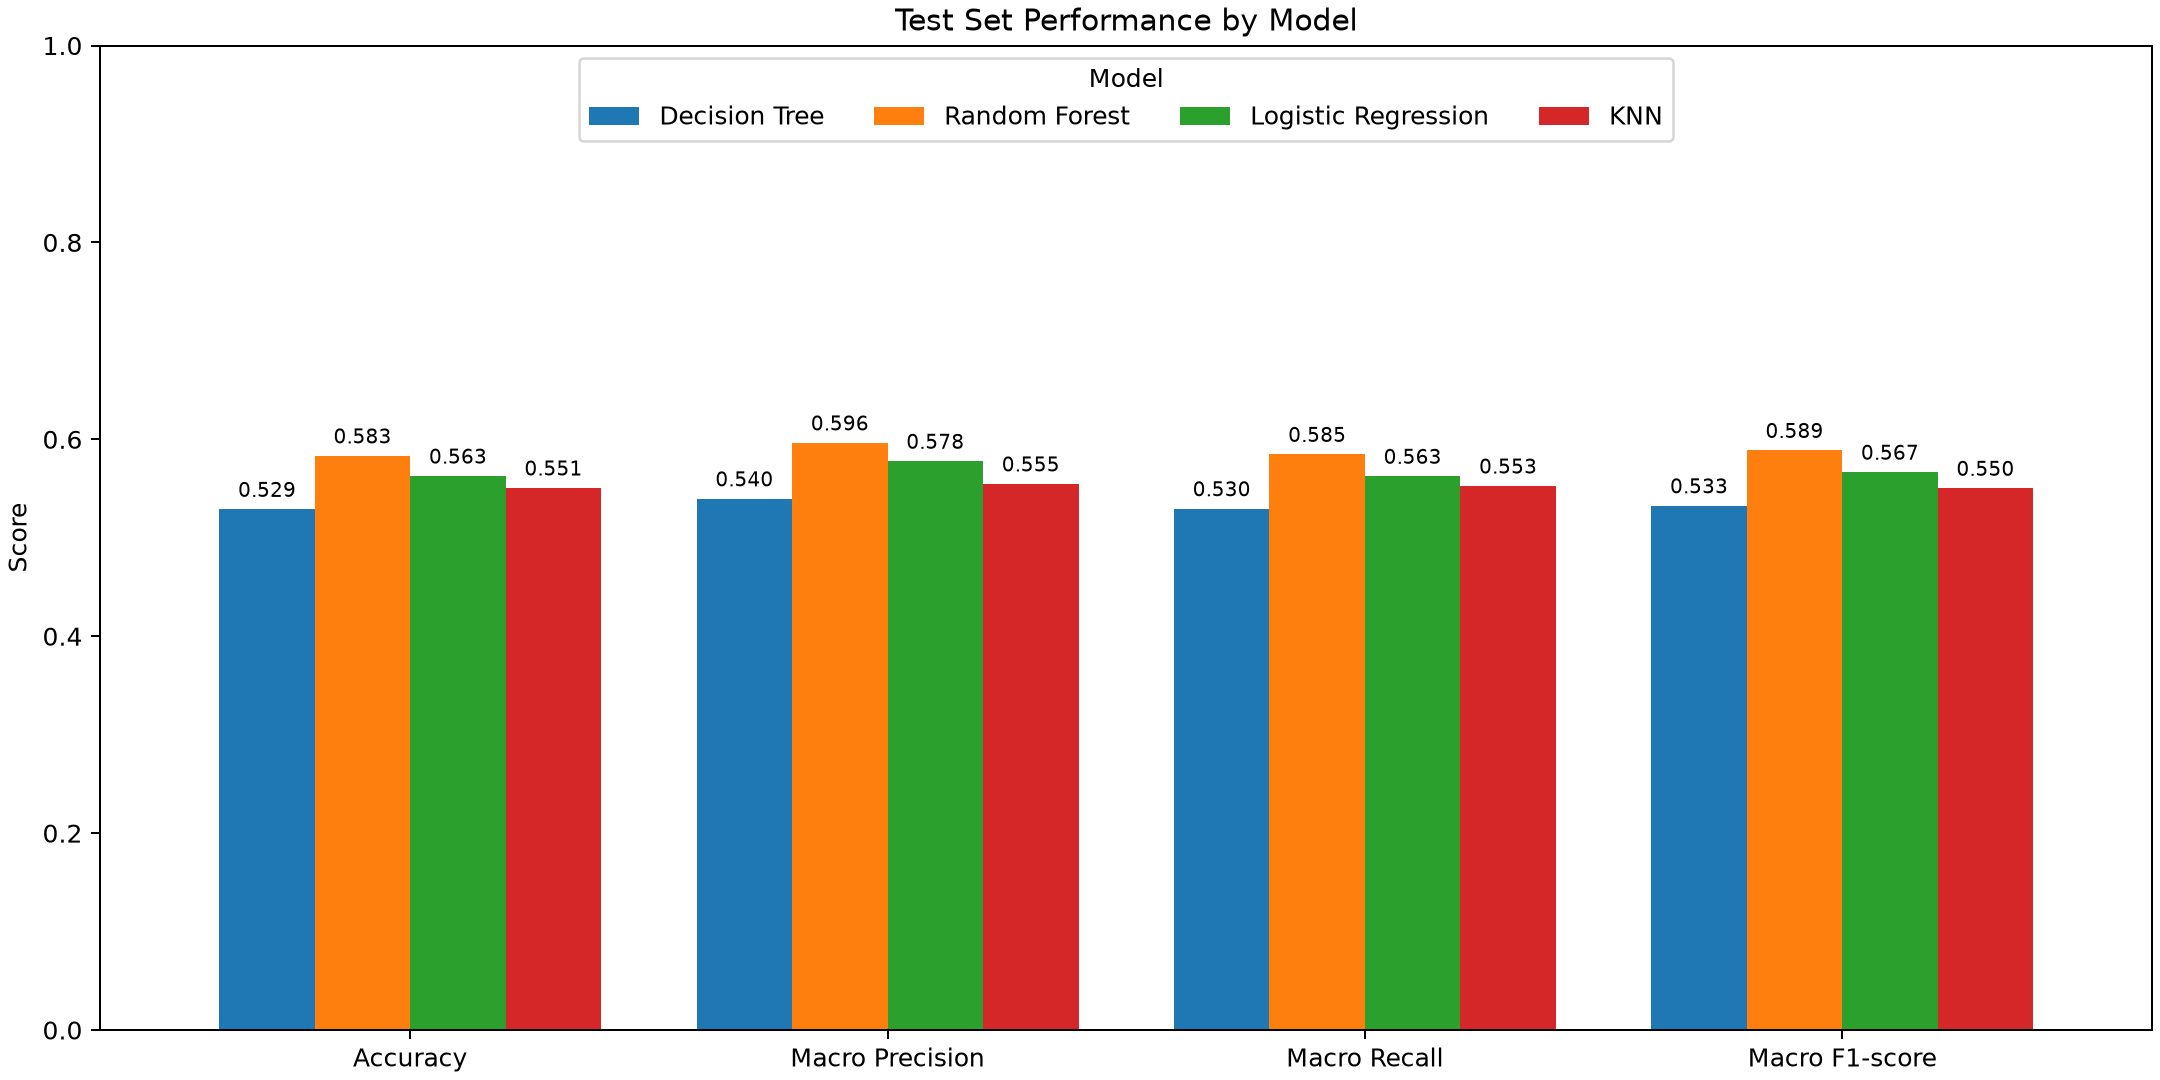 Test Set Performance by Model
Model
Decision Tree Random Forest Logistic Regression KNN
Score
1.0
0.8
0.6
0.4
0.2
0.0
0.529 0.583 0.563 0.551
0.540 0.596 0.578 0.555
0.530 0.585 0.563 0.553
0.533 0.589 0.567 0.550
Accuracy Macro Precision Macro Recall Macro F1-score